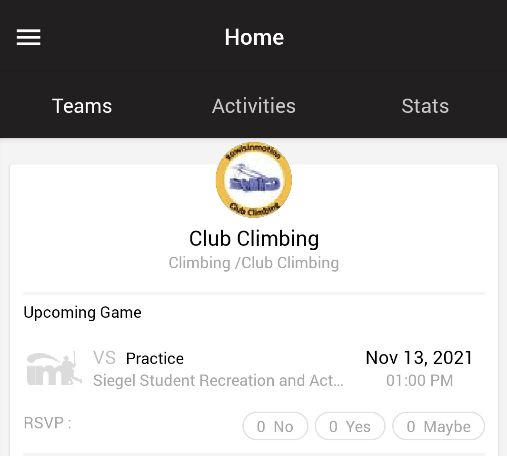 Home
Teams Activities Stats
Club Climbing
Club Climbing
Climbing /Club Climbing
Upcoming Game
VS Practice Nov 13, 2021
Siegel Student Recreation and Act... 01:00 PM
im
RSVP : 0 No 0 Yes 0 Maybe